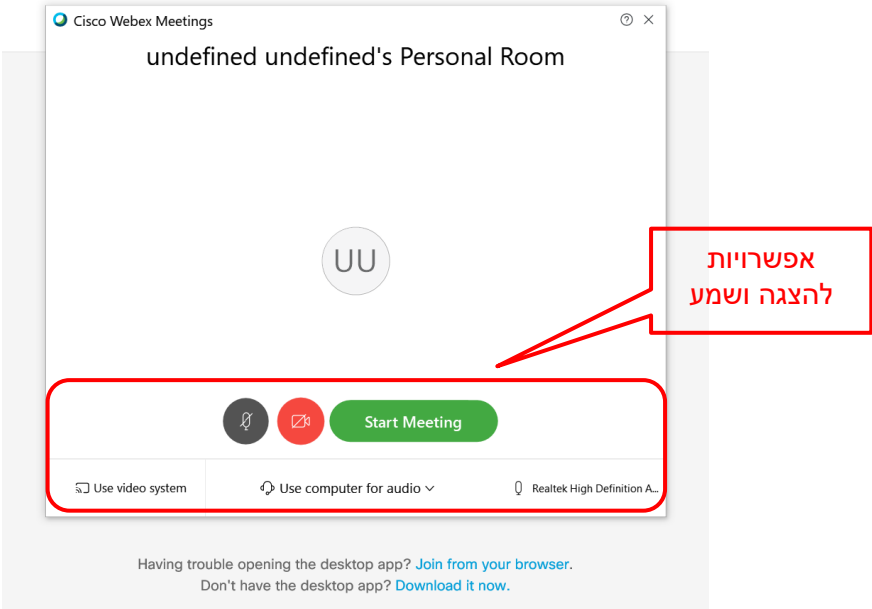 Cisco Webex Meetings
undefined undefined's Personal Room
UU
אפשרויות
להצגה ושמע
Start Meeting
Use video system
Use computer for audio
Realtek High Definition A...
Having trouble opening the desktop app? Join from your browser.
Don't have the desktop app? Download it now.